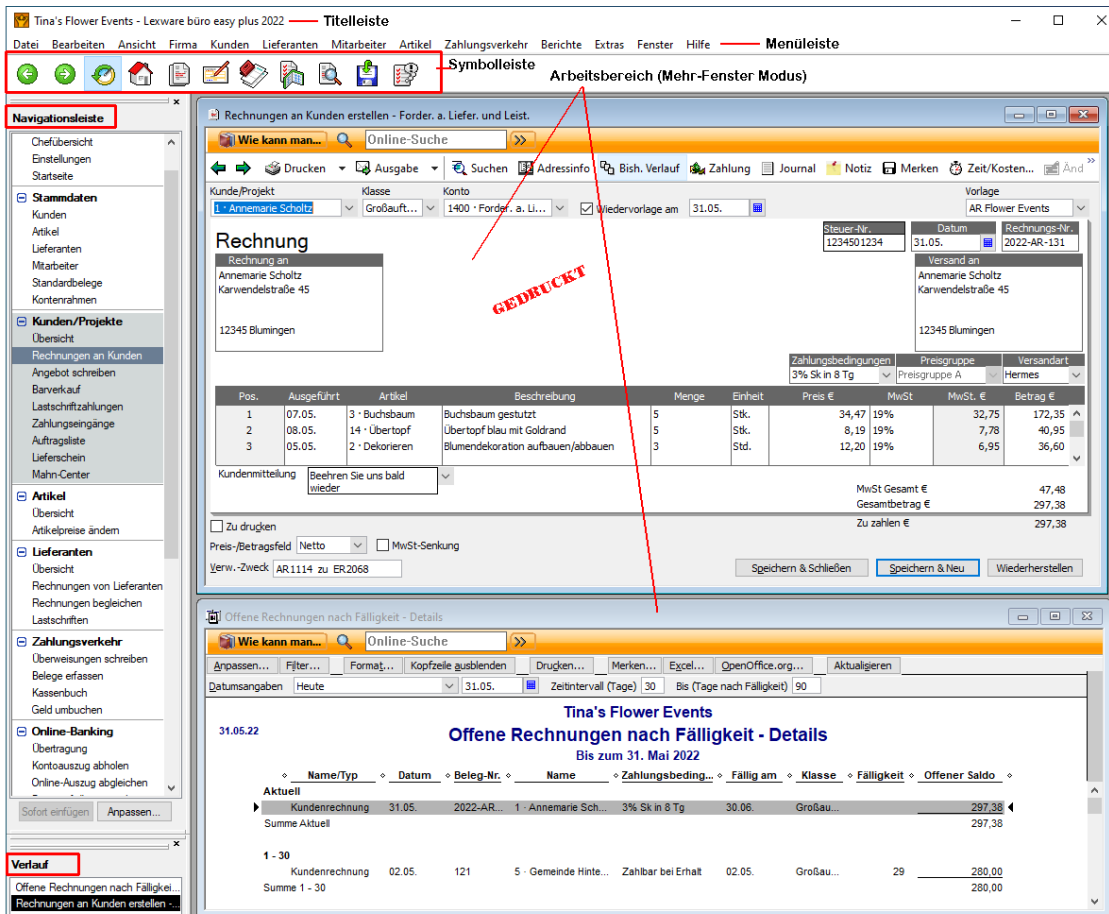 Tina's Flower Events - Lexware büro easy plus 2022 Titelleiste
Datei Bearbeiten Ansicht Firma Kunden Lieferanten Mitarbeiter Artikel Zahlungsverkehr Berichte Extras Fenster Hilfe Menüleiste
Symbolleiste
Arbeitsbereich (Mehr-Fenster Modus)
Navigationsleiste
Chefübersicht
Einstellungen
Startseite
Stammdaten
Kunden
Artikel
Lieferanten
Mitarbeiter
Standardbelege
Kontenrahmen
Kunden/Projekte
Übersicht
Rechnungen an Kunden
Angebot schreiben
Barverkauf
Lastschriftzahlungen
Zahlungseingänge
Auftragsliste
Lieferschein
Mahn-Center
Artikel
Übersicht
Artikelpreise ändern
Lieferanten
Übersicht
Rechnungen von Lieferanten
Rechnungen begleichen
Lastschriften
Zahlungsverkehr
Überweisungen schreiben
Belege erfassen
Kassenbuch
Geld umbuchen
Online-Banking
Übertragung
Kontoauszug abholen
Online-Auszug abgleichen
Sofort einfügen Anpassen...
Verlauf
Offene Rechnungen nach Fälligkei...
Rechnungen an Kunden erstellen -...
Rechnungen an Kunden erstellen - Forder. a. Liefer. und Leist.
Wie kann man... Online-Suche
Drucken Ausgabe Suchen Adressinfo Bish. Verlauf Zahlung Journal Notiz Merken Zeit/Kosten... Änd
Kunde/Projekt Klasse Konto Vorlage
1 · Annemarie Scholtz Großauft... 1400 · Forder. a. Li... Wiedervorlage am 31.05. AR Flower Events
Rechnung
Steuer-Nr. Datum Rechnungs-Nr.
1234501234 31.05. 2022-AR-131
Rechnung an
Annemarie Scholtz
Karwendelstraße 45
12345 Blumingen
GEDRUCKT
Versand an
Annemarie Scholtz
Karwendelstraße 45
12345 Blumingen
Zahlungsbedingungen Preisgruppe Versandart
3% Sk in 8 Tg Preisgruppe A Hermes
Pos. Ausgeführt Artikel Beschreibung Menge Einheit Preis € MwSt MwSt. € Betrag €
1 07.05. 3 · Buchsbaum Buchsbaum gestutzt 5 Stk. 34,47 19% 32,75 172,35
2 08.05. 14 · Übertopf Übertopf blau mit Goldrand 5 Stk. 8,19 19% 7,78 40,95
3 05.05. 2 · Dekorieren Blumendekoration aufbauen/abbauen 3 Std. 12,20 19% 6,95 36,60
Kundenmitteilung Beehren Sie uns bald
wieder
MwSt Gesamt € 47,48
Gesamtbetrag € 297,38
Zu zahlen € 297,38
Zu drucken
Preis-/Betragsfeld Netto MwSt-Senkung
Verw.-Zweck AR1114 zu ER2068
Speichern & Schließen Speichern & Neu Wiederherstellen
Offene Rechnungen nach Fälligkeit - Details
Wie kann man... Online-Suche
Anpassen... Filter... Format... Kopfzeile ausblenden Drucken... Merken... Excel... OpenOffice.org... Aktualisieren
Datumsangaben Heute 31.05. Zeitintervall (Tage) 30 Bis (Tage nach Fälligkeit) 90
Tina's Flower Events
31.05.22 Offene Rechnungen nach Fälligkeit - Details
Bis zum 31. Mai 2022
Name/Typ Datum Beleg-Nr. Name Zahlungsbeding... Fällig am Klasse Fälligkeit Offener Saldo
Aktuell
Kundenrechnung 31.05. 2022-AR... 1 · Annemarie Sch... 3% Sk in 8 Tg 30.06. Großau... 297,38
Summe Aktuell 297,38
1 - 30
Kundenrechnung 02.05. 121 5 · Gemeinde Hinte... Zahlbar bei Erhalt 02.05. Großau... 29 280,00
Summe 1 - 30 280,00